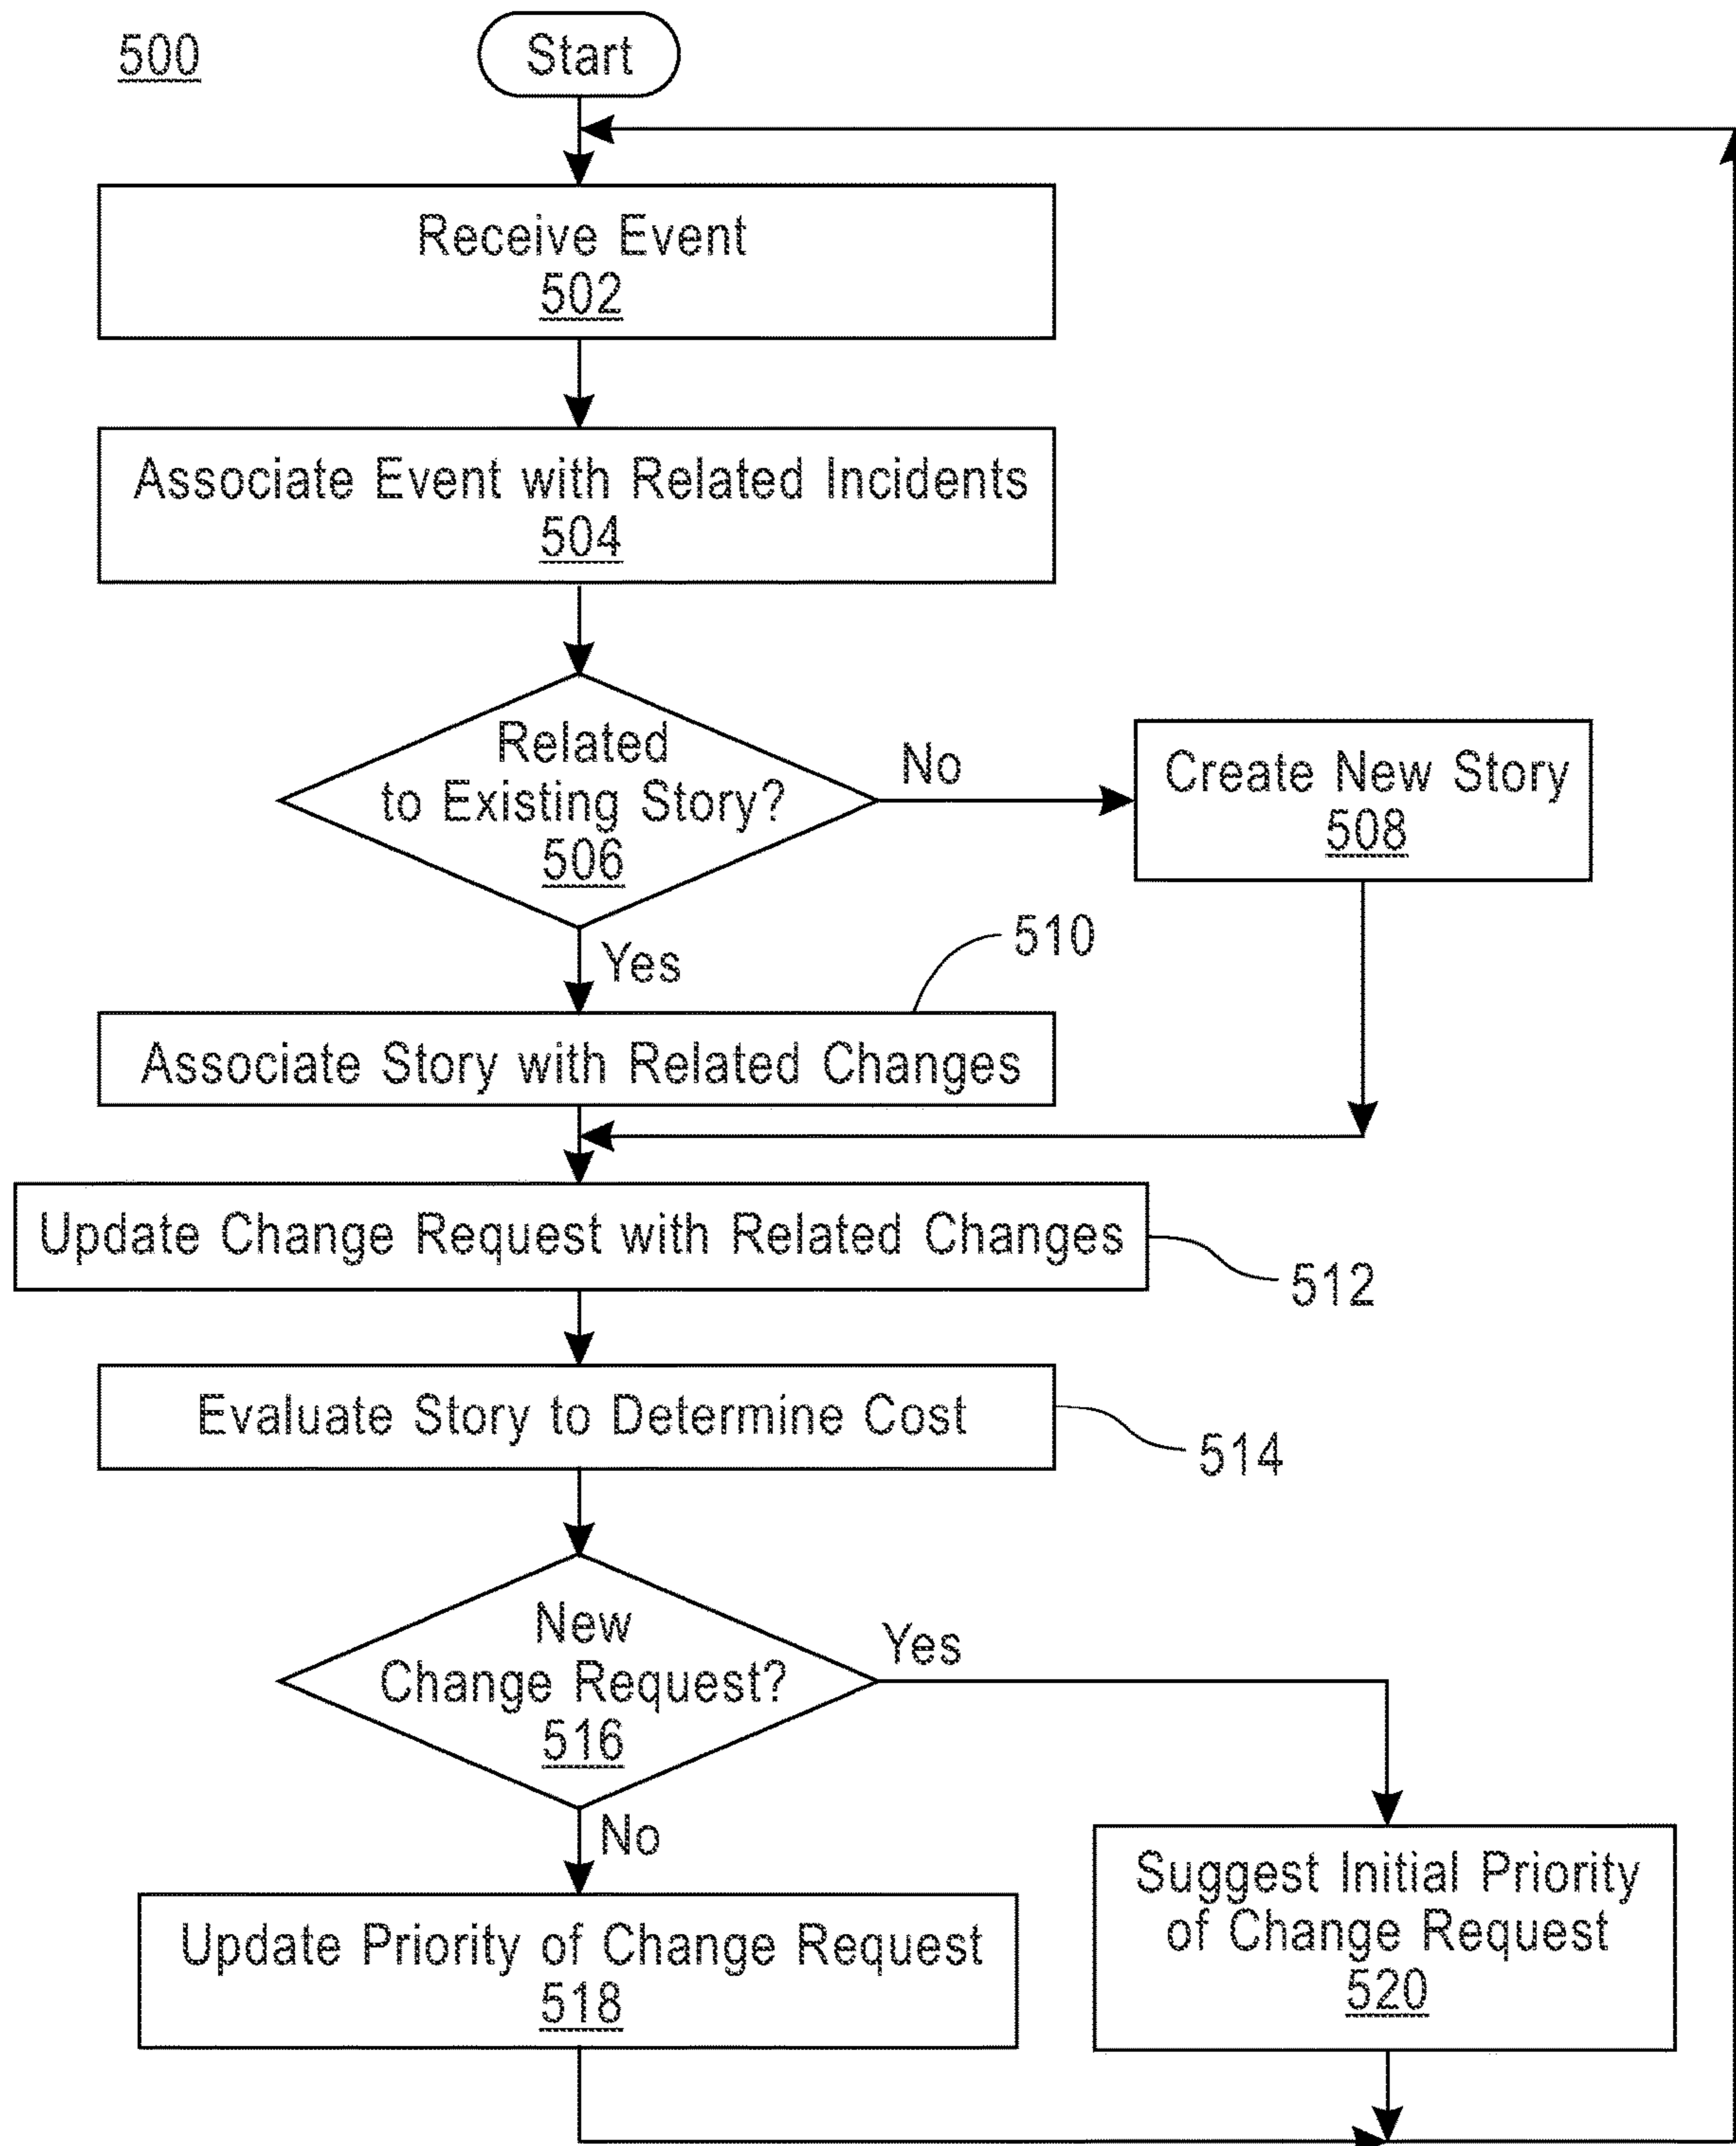 500
Start
Receive Event
502
Associate Event with Related Incidents
504
Related
to Existing Story?
506
No
Create New Story
508
Yes
510
Associate Story with Related Changes
Update Change Request with Related Changes
512
Evaluate Story to Determine Cost
514
New
Change Request?
516
Yes
No
Update Priority of Change Request
518
Suggest Initial Priority
of Change Request
520